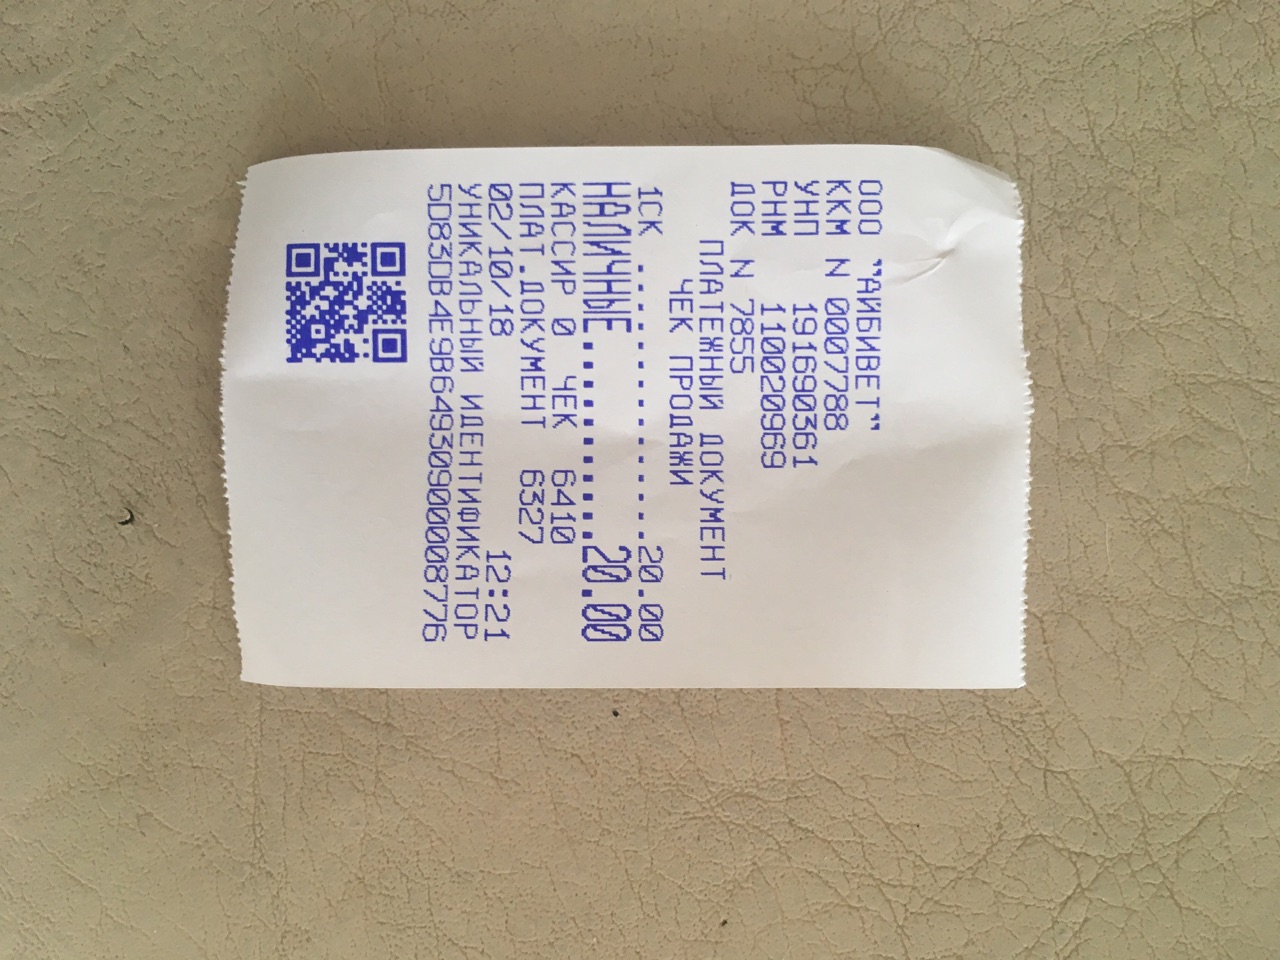 ООО "АЙБИВЕТ"
ККМ N 0007788
УНП 191690361
РНМ 110020969
ДОК N 7855
ПЛАТЕЖНЫЙ ДОКУМЕНТ
ЧЕК ПРОДАЖИ
1СК ..................20.00
НАЛИЧНЫЕ..........20.00
КАССИР 0 ЧЕК 6410
ПЛАТ.ДОКУМЕНТ 6327
02/10/18 12:21
УНИКАЛЬНЫЙ ИДЕНТИФИКАТОР
5D83DB4E9B64930900008776